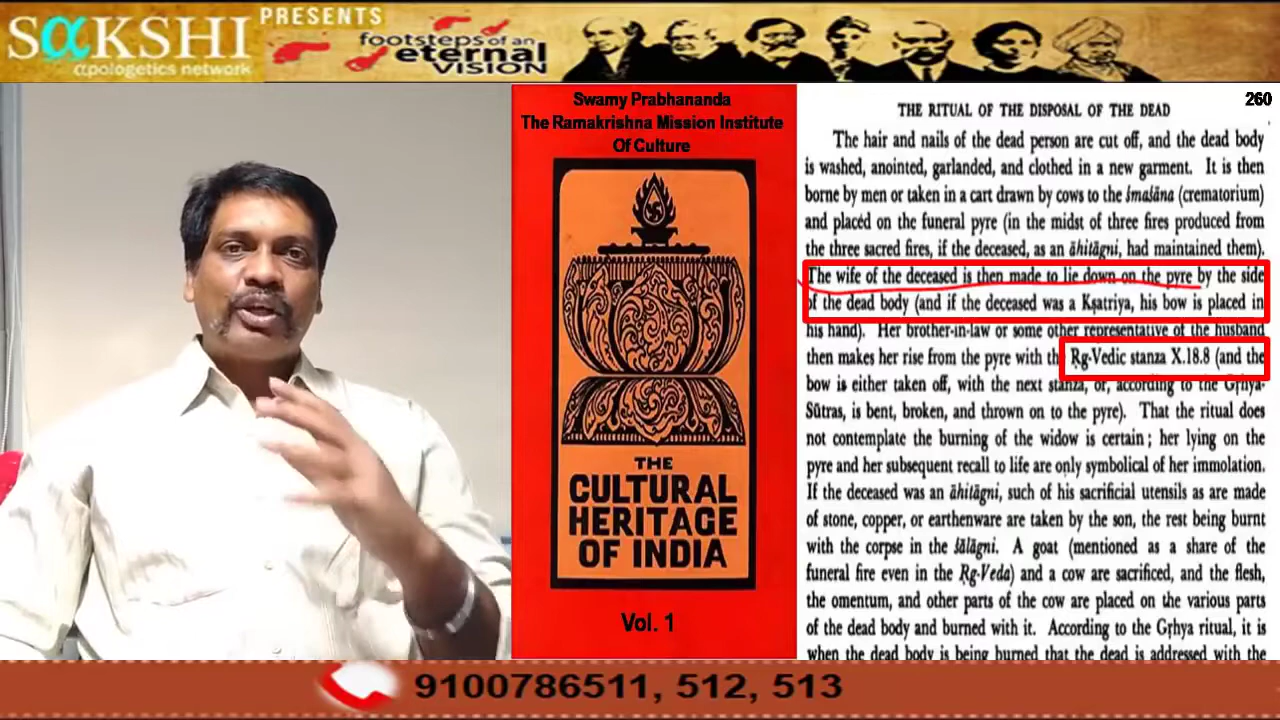 SαKSHI
αpologetics network
PRESENTS
footsteps of an
eternal
VISION
Swamy Prabhananda
The Ramakrishna Mission Institute
Of Culture
THE
CULTURAL
HERITAGE
OF INDIA
Vol. 1
260
THE RITUAL OF THE DISPOSAL OF THE DEAD
The hair and nails of the dead person are cut off, and the dead body
is washed, anointed, garlanded, and clothed in a new garment. It is then
borne by men or taken in a cart drawn by cows to the śmaśāna (crematorium)
and placed on the funeral pyre (in the midst of three fires produced from
the three sacred fires, if the deceased, as an āhitāgni, had maintained them).
The wife of the deceased is then made to lie down on the pyre by the side
of the dead body (and if the deceased was a Kṣatriya, his bow is placed in
his hand). Her brother-in-law or some other representative of the husband
then makes her rise from the pyre with th Ṛg-Vedic stanza X.18.8 (and the
bow is either taken off, with the next stanza, or, according to the Gṛhya-
Sūtras, is bent, broken, and thrown on to the pyre). That the ritual does
not contemplate the burning of the widow is certain; her lying on the
pyre and her subsequent recall to life are only symbolical of her immolation.
If the deceased was an āhitāgni, such of his sacrificial utensils as are made
of stone, copper, or earthenware are taken by the son, the rest being burnt
with the corpse in the śālāgni. A goat (mentioned as a share of the
funeral fire even in the Ṛg-Veda) and a cow are sacrificed, and the flesh,
the omentum, and other parts of the cow are placed on the various parts
of the dead body and burned with it. According to the Gṛhya ritual, it is
when the dead body is being burned that the dead is addressed with the
9100786511, 512, 513